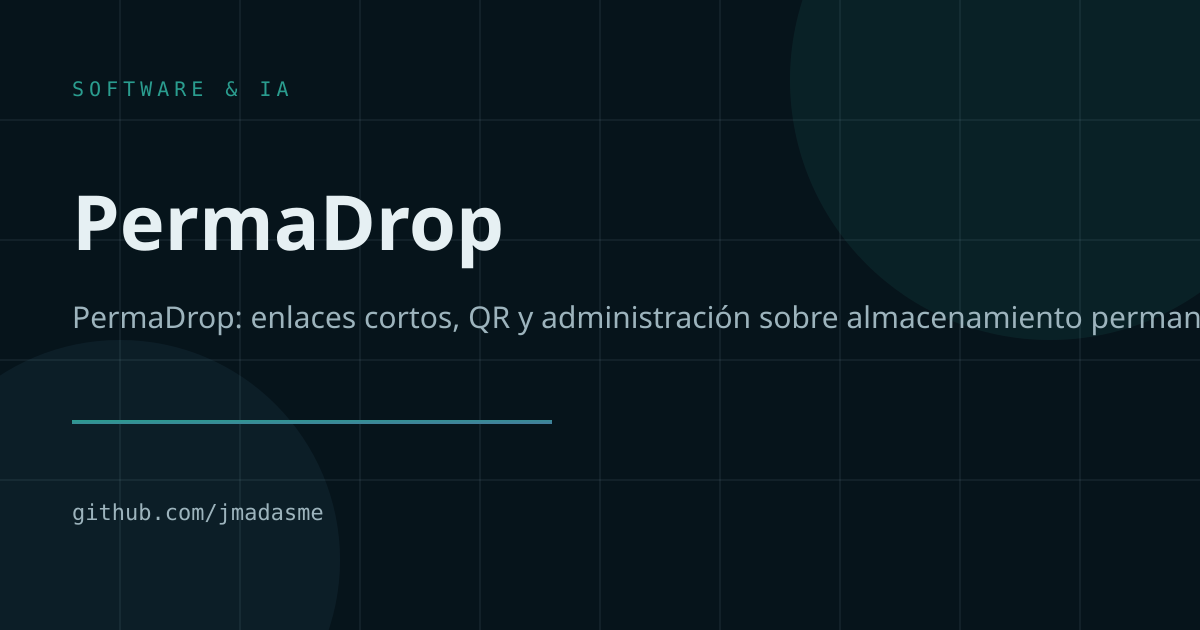 SOFTWARE & IA
PermaDrop
PermaDrop: enlaces cortos, QR y administración sobre almacenamiento perman
github.com/jmadasme